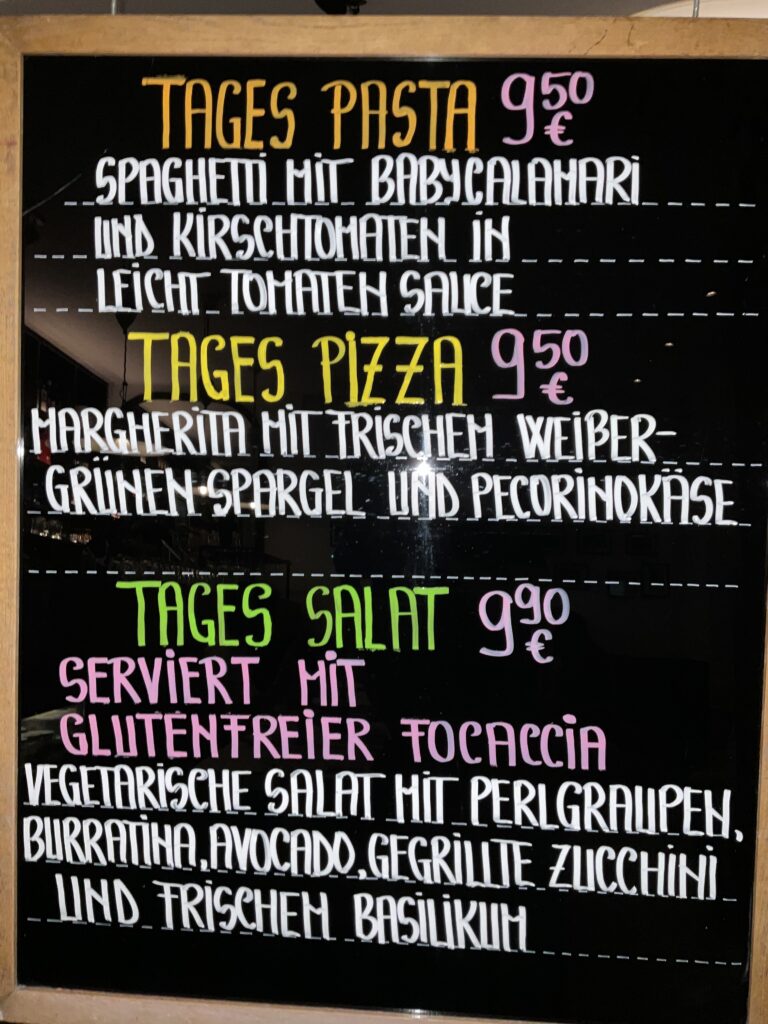 TAGES PASTA 9,50 €
SPAGHETTI MIT BABYCALAMARI
UND KIRSCHTOMATEN IN
LEICHT TOMATEN SAUCE
TAGES PIZZA 9,50 €
MARGHERITA MIT FRISCHEM WEIßER-
GRÜNEN SPARGEL UND PECORINOKÄSE
TAGES SALAT 9,90 €
SERVIERT MIT
GLUTENFREIER FOCACCIA
VEGETARISCHE SALAT MIT PERLGRAUPEN,
BURRATINA, AVOCADO, GEGRILLTE ZUCCHINI
UND FRISCHEM BASILIKUM